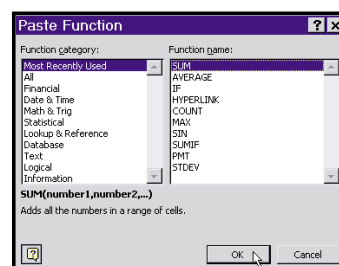 Paste Function
? x
Function category:
Most Recently Used
All
Financial
Date & Time
Math & Trig
Statistical
Lookup & Reference
Database
Text
Logical
Information
Function name:
SUM
AVERAGE
IF
HYPERLINK
COUNT
MAX
SIN
SUMIF
PMT
STDEV
SUM(number1,number2,...)
Adds all the numbers in a range of cells.
?
OK
Cancel